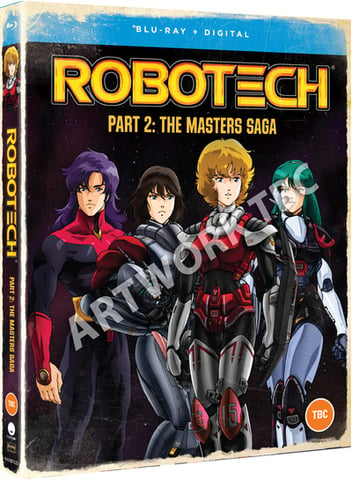 BLU-RAY + DIGITAL
ROBOTECH
PART 2: THE MASTERS SAGA
ARTWORK TBC
ROBOTECH
PART 2: THE MASTERS SAGA
TBC
TBC